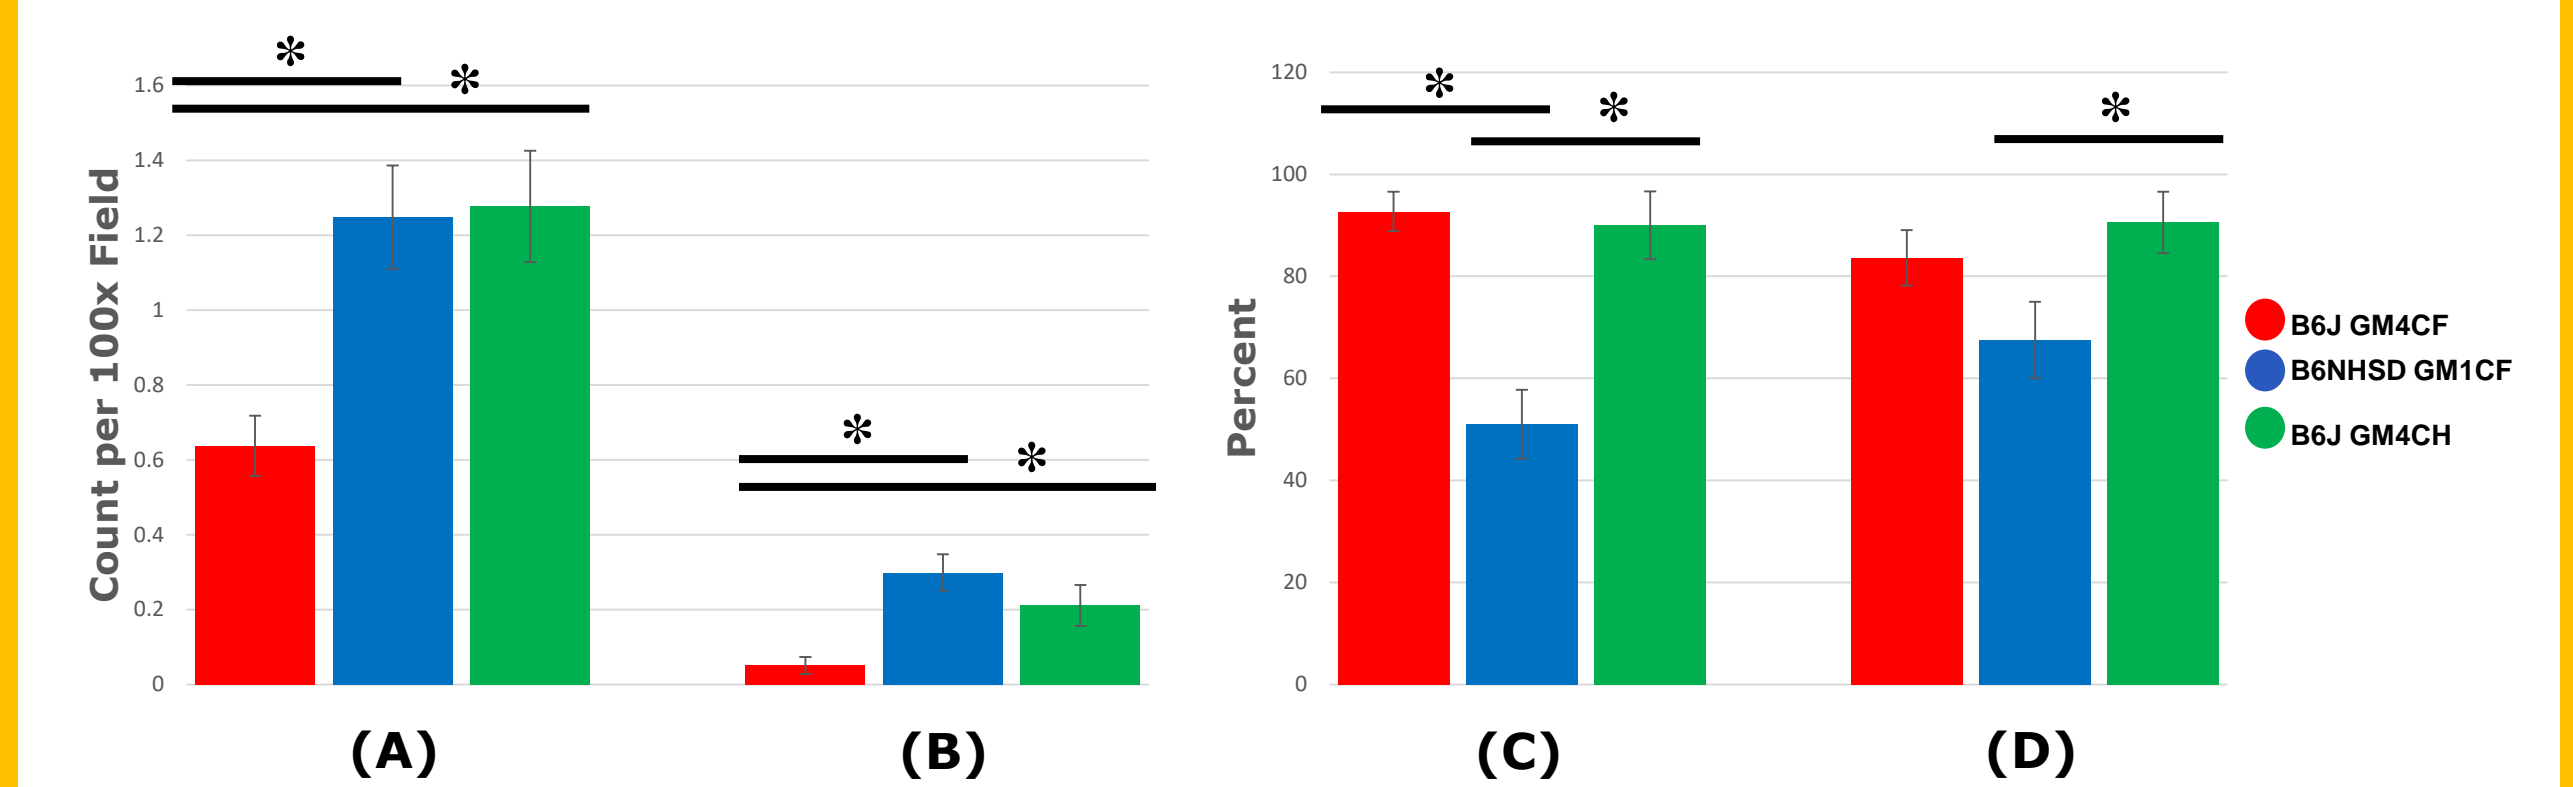 *
*
1.6
1.4
1.2
1
0.8
0.6
0.4
0.2
0
Count per 100x Field
*
*
(A)
(B)
120
100
80
60
40
20
0
Percent
*
*
*
(C)
(D)
B6J GM4CF
B6NHSD GM1CF
B6J GM4CH